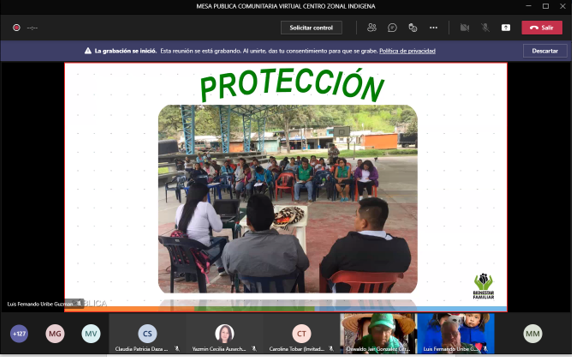 MESA PUBLICA COMUNITARIA VIRTUAL CENTRO ZONAL INDIGENA
Solicitar control
Salir
La grabación se inició. Esta reunión se está grabando. Al unirte, das tu consentimiento para que se grabe. Política de privacidad
Descartar
PROTECCIÓN
BIENESTAR
FAMILIAR
Luis Fernando Uribe Guzman
BLICA
+127
MG
MV
CS
Claudia Patricia Daza ...
Yazmin Cecilia
CT
Carolina Tobar (Invitad...
Oswaldo Jair Gonzalez
Luis Fernando Uribe G...
MM